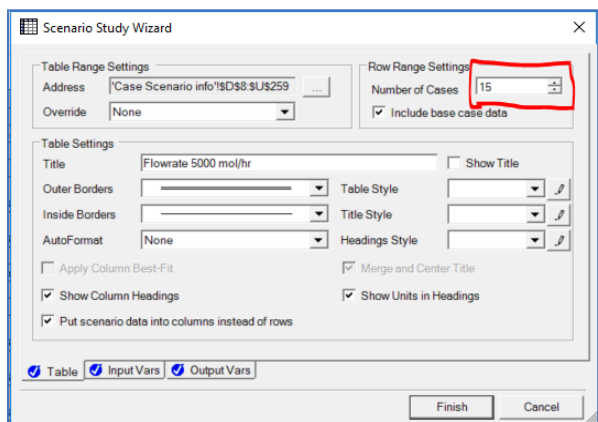 Scenario Study Wizard
Table Range Settings
Address 'Case Scenario info'!$D$8:$U$259 ...
Override None
Row Range Settings
Number of Cases 15
Include base case data
Table Settings
Title Flowrate 5000 mol/hr Show Title
Outer Borders Table Style
Inside Borders Title Style
AutoFormat None Headings Style
Apply Column Best-Fit Merge and Center Title
Show Column Headings Show Units in Headings
Put scenario data into columns instead of rows
Table Input Vars Output Vars
Finish Cancel